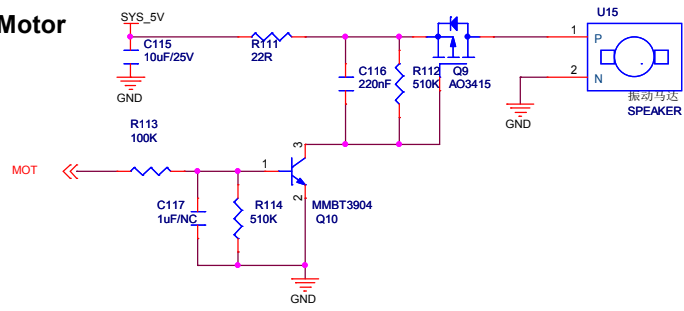 Motor
SYS_5V
C115
10uF/25V
GND
R111
22R
C116
220nF
R112
510K
Q9
AO3415
U15
1
P
2
N
振动马达
SPEAKER
GND
R113
100K
MOT
1
3
2
MMBT3904
Q10
C117
1uF/NC
R114
510K
GND